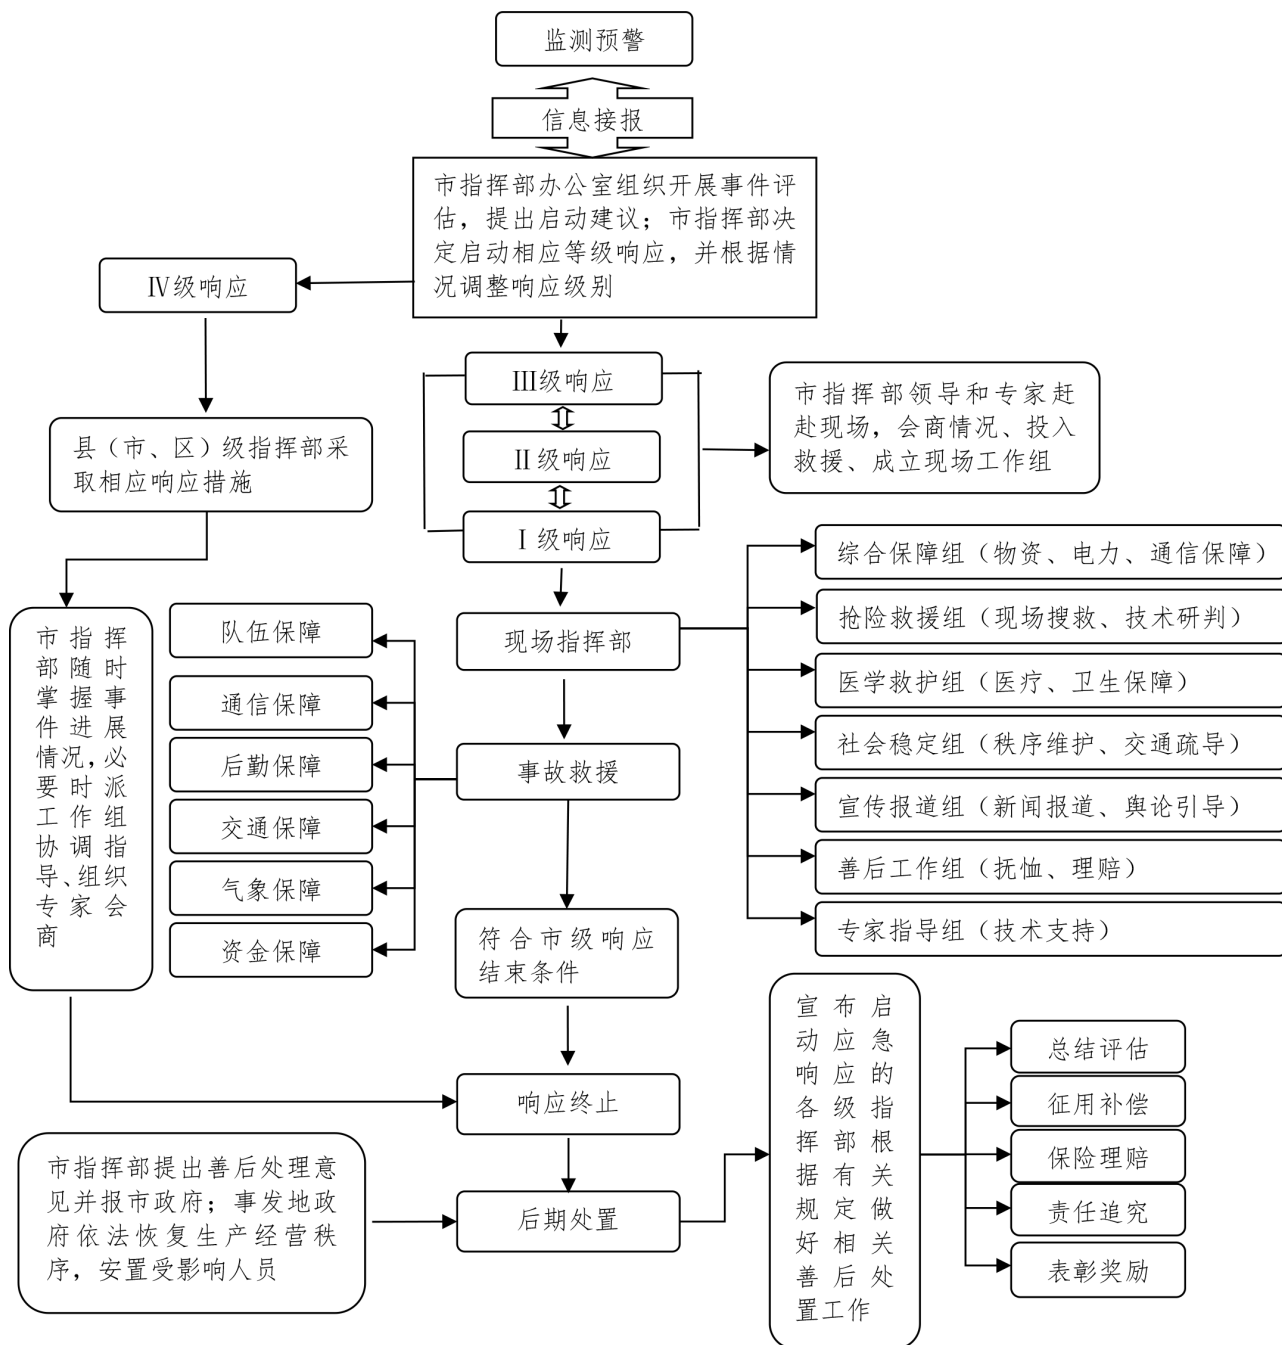 监测预警
信息接报
市指挥部办公室组织开展事件评
估，提出启动建议；市指挥部决
定启动相应等级响应，并根据情
况调整响应级别
Ⅳ级响应
Ⅲ级响应
Ⅱ级响应
Ⅰ级响应
市指挥部领导和专家赶
赴现场，会商情况、投入
救援、成立现场工作组
县（市、区）级指挥部采
取相应响应措施
市指挥
部随时
掌握事
件进展
情况，必
要时派
工作组
协调指
导、组织
专家会
商
队伍保障
通信保障
后勤保障
交通保障
气象保障
资金保障
现场指挥部
事故救援
符合市级响应
结束条件
响应终止
后期处置
综合保障组（物资、电力、通信保障）
抢险救援组（现场搜救、技术研判）
医学救护组（医疗、卫生保障）
社会稳定组（秩序维护、交通疏导）
宣传报道组（新闻报道、舆论引导）
善后工作组（抚恤、理赔）
专家指导组（技术支持）
市指挥部提出善后处理意
见并报市政府；事发地政
府依法恢复生产经营秩
序，安置受影响人员
宣布启
动应急
响应的
各级指
挥部根
据有关
规定做
好相关
善后处
置工作
总结评估
征用补偿
保险理赔
责任追究
表彰奖励